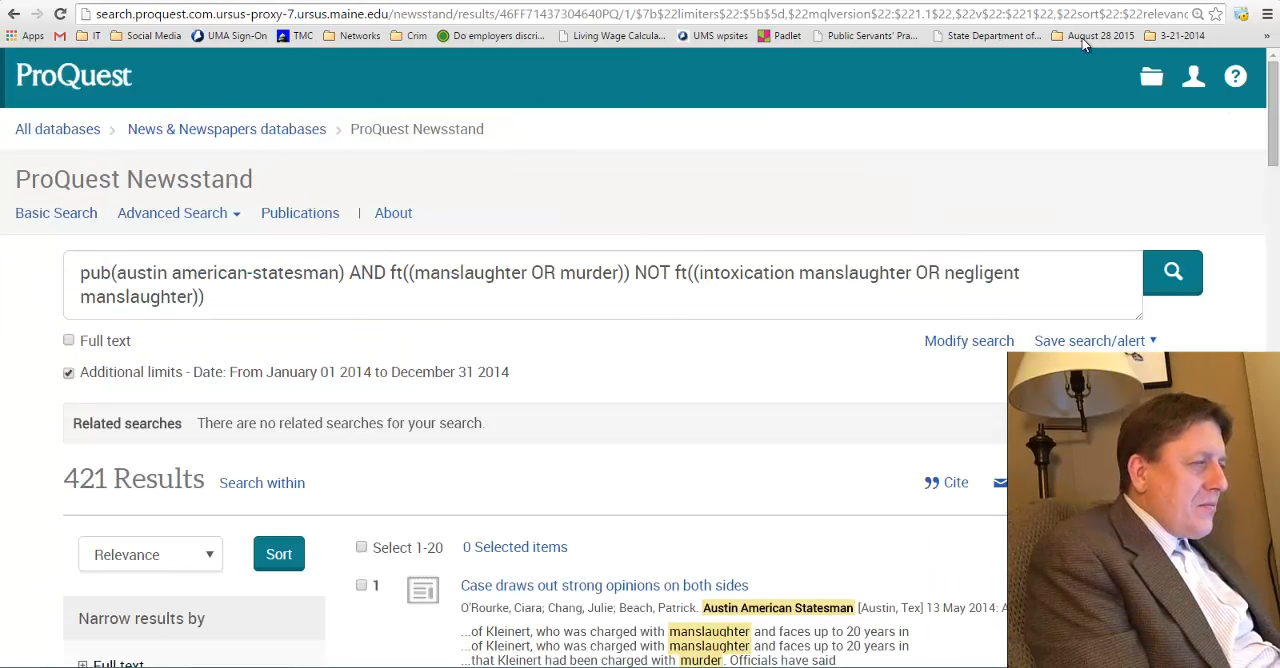 search.proquest.com.ursus-proxy-7.ursus.maine.edu/newsstand/results/46FF71437304640PQ/1/$7b$22limiters$22:$5b$5d,$22mqlversion$22:$221.1$22,$22v$22:$221$22,$22sort$22:$22relevanc
Apps IT Social Media UMA Sign-On TMC Networks Crim Do employers discri... Living Wage Calcula... UMA wpsites Padlet Public Servants' Pra... State Department of... August 28 2015 3-21-2014 »
ProQuest
All databases > News & Newspapers databases > ProQuest Newsstand
ProQuest Newsstand
Basic Search Advanced Search Publications | About
pub(austin american-statesman) AND ft((manslaughter OR murder)) NOT ft((intoxication manslaughter OR negligent
manslaughter))
Full text
Modify search Save search/alert
Additional limits - Date: From January 01 2014 to December 31 2014
Related searches There are no related searches for your search.
421 Results Search within
Cite
Relevance Sort
Select 1-20 0 Selected items
1 Case draws out strong opinions on both sides
O'Rourke, Ciara; Chang, Julie; Beach, Patrick. Austin American Statesman [Austin, Tex] 13 May 2014: A
Narrow results by
...of Kleinert, who was charged with manslaughter and faces up to 20 years in
...of Kleinert, who was charged with manslaughter and faces up to 20 years in
...that Kleinert had been charged with murder. Officials have said
Full text